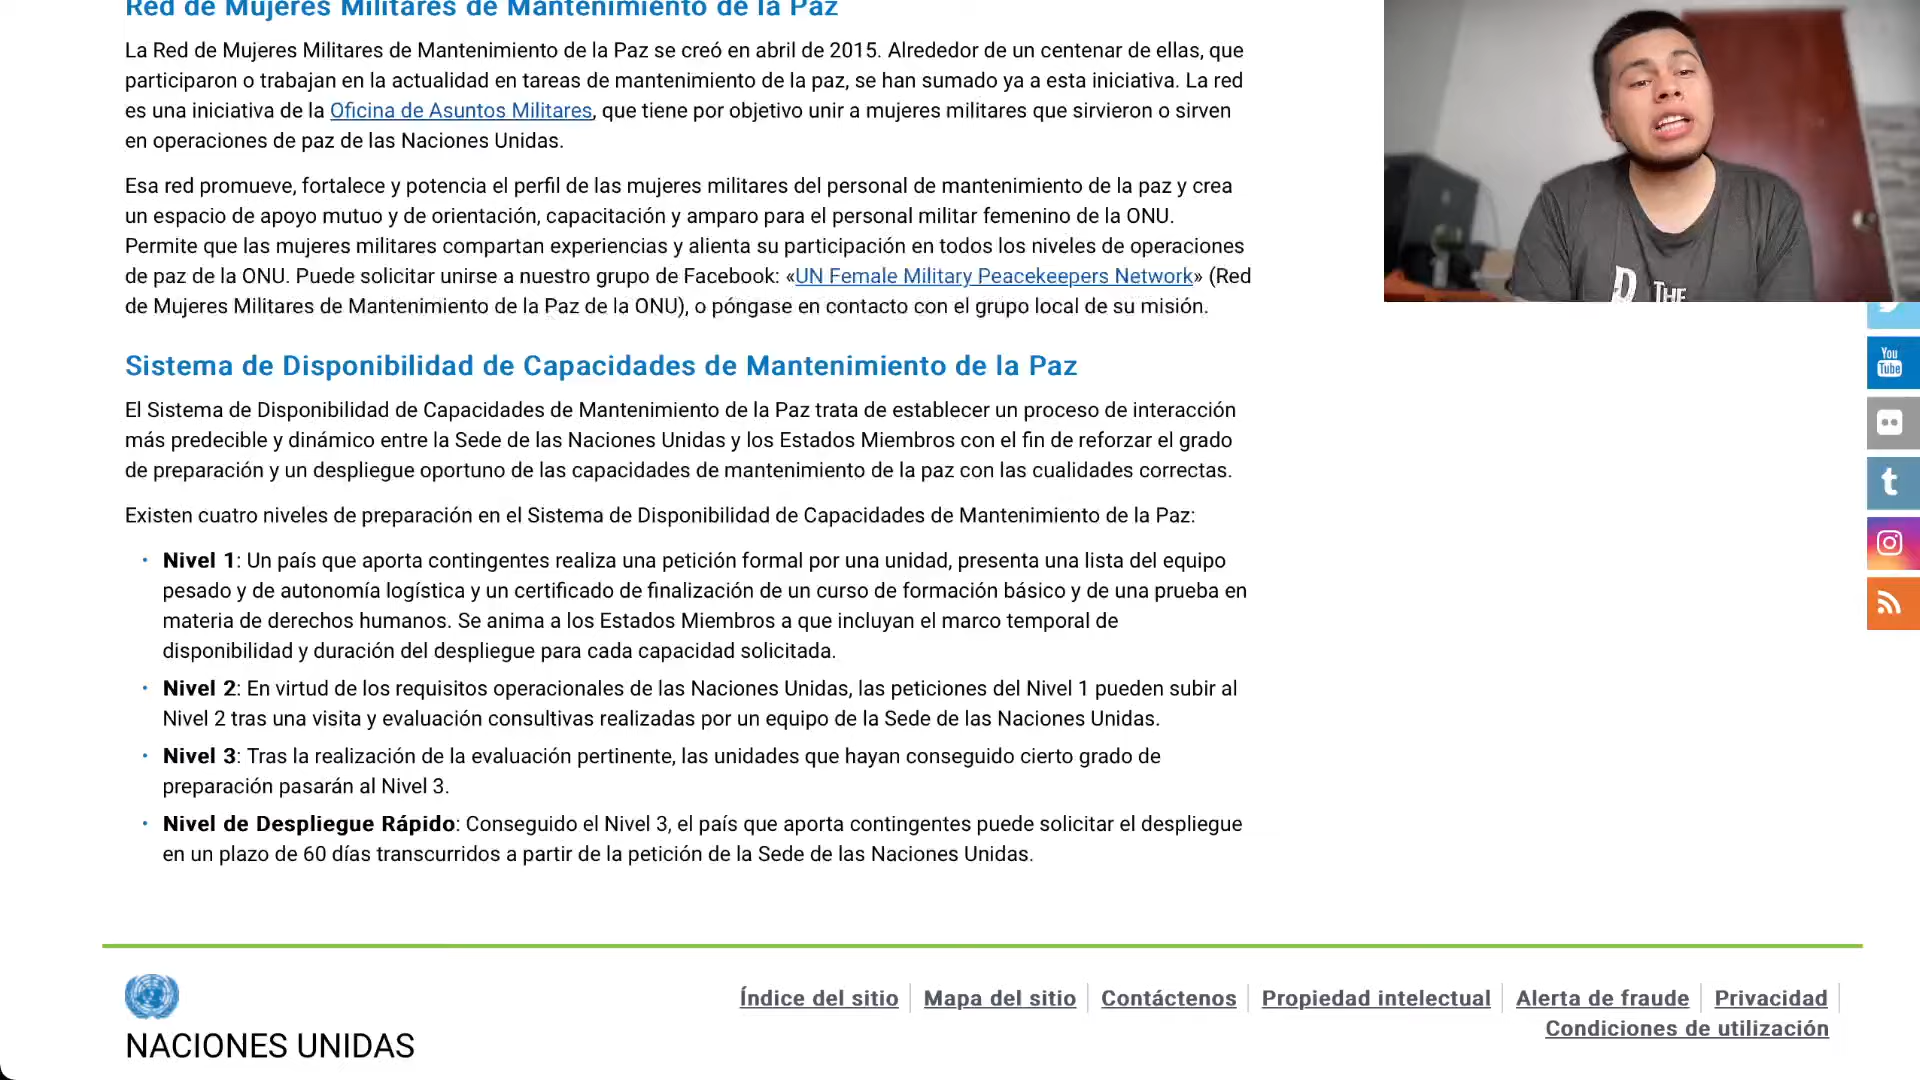 Red de Mujeres Militares de Mantenimiento de la Paz
La Red de Mujeres Militares de Mantenimiento de la Paz se creó en abril de 2015. Alrededor de un centenar de ellas, que
participaron o trabajan en la actualidad en tareas de mantenimiento de la paz, se han sumado ya a esta iniciativa. La red
es una iniciativa de la Oficina de Asuntos Militares, que tiene por objetivo unir a mujeres militares que sirvieron o sirven
en operaciones de paz de las Naciones Unidas.
Esa red promueve, fortalece y potencia el perfil de las mujeres militares del personal de mantenimiento de la paz y crea
un espacio de apoyo mutuo y de orientación, capacitación y amparo para el personal militar femenino de la ONU.
Permite que las mujeres militares compartan experiencias y alienta su participación en todos los niveles de operaciones
de paz de la ONU. Puede solicitar unirse a nuestro grupo de Facebook: «UN Female Military Peacekeepers Network» (Red
de Mujeres Militares de Mantenimiento de la Paz de la ONU), o póngase en contacto con el grupo local de su misión.
Sistema de Disponibilidad de Capacidades de Mantenimiento de la Paz
El Sistema de Disponibilidad de Capacidades de Mantenimiento de la Paz trata de establecer un proceso de interacción
más predecible y dinámico entre la Sede de las Naciones Unidas y los Estados Miembros con el fin de reforzar el grado
de preparación y un despliegue oportuno de las capacidades de mantenimiento de la paz con las cualidades correctas.
Existen cuatro niveles de preparación en el Sistema de Disponibilidad de Capacidades de Mantenimiento de la Paz:
• Nivel 1: Un país que aporta contingentes realiza una petición formal por una unidad, presenta una lista del equipo
pesado y de autonomía logística y un certificado de finalización de un curso de formación básico y de una prueba en
materia de derechos humanos. Se anima a los Estados Miembros a que incluyan el marco temporal de
disponibilidad y duración del despliegue para cada capacidad solicitada.
• Nivel 2: En virtud de los requisitos operacionales de las Naciones Unidas, las peticiones del Nivel 1 pueden subir al
Nivel 2 tras una visita y evaluación consultivas realizadas por un equipo de la Sede de las Naciones Unidas.
• Nivel 3: Tras la realización de la evaluación pertinente, las unidades que hayan conseguido cierto grado de
preparación pasarán al Nivel 3.
• Nivel de Despliegue Rápido: Conseguido el Nivel 3, el país que aporta contingentes puede solicitar el despliegue
en un plazo de 60 días transcurridos a partir de la petición de la Sede de las Naciones Unidas.
THE
You
Tube
t
NACIONES UNIDAS
Índice del sitio
Mapa del sitio
Contáctenos
Propiedad intelectual
Alerta de fraude
Privacidad
Condiciones de utilización